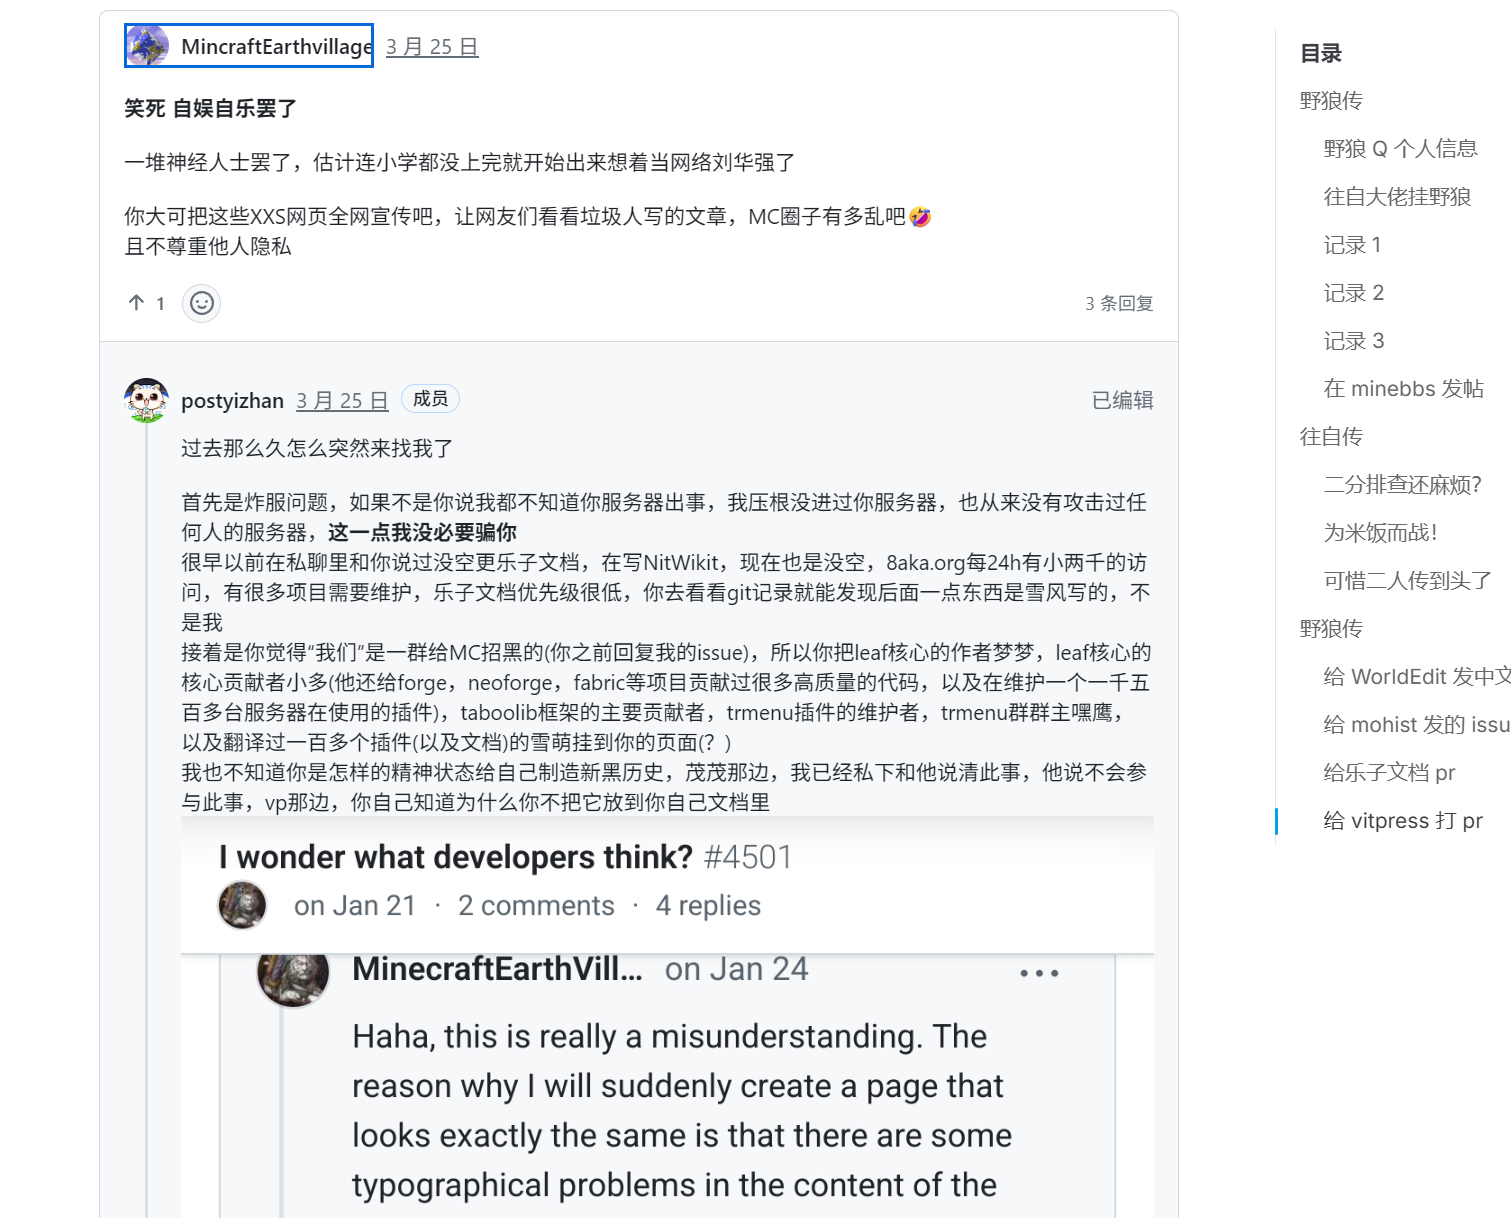 MincraftEarthvillage 3 月 25 日
笑死 自娱自乐罢了
一堆神经人士罢了，估计连小学都没上完就开始出来想着当网络刘华强了
你大可把这些XXS网页全网宣传吧，让网友们看看垃圾人写的文章，MC圈子有多乱吧🤣
且不尊重他人隐私
↑ 1
3 条回复
postyizhan 3 月 25 日 成员 已编辑
过去那么久怎么突然来找我了
首先是炸服问题，如果不是你说我都不知道你服务器出事，我压根没进过你服务器，也从来没有攻击过任
何人的服务器，这一点我没必要骗你
很早以前在私聊里和你说过没空更乐子文档，在写NitWikit，现在也是没空，8aka.org每24h有小两千的访
问，有很多项目需要维护，乐子文档优先级很低，你去看看git记录就能发现后面一点东西是雪风写的，不
是我
接着是你觉得“我们”是一群给MC招黑的(你之前回复我的issue)，所以你把leaf核心的作者梦梦，leaf核心的
核心贡献者小多(他还给forge，neoforge，fabric等项目贡献过很多高质量的代码，以及在维护一个一千五
百多台服务器在使用的插件)，taboolib框架的主要贡献者，trmenu插件的维护者，trmenu群群主嘿鹰，
以及翻译过一百多个插件(以及文档)的雪萌挂到你的页面(？)
我也不知道你是怎样的精神状态给自己制造新黑历史，茂茂那边，我已经私下和他说清此事，他说不会参
与此事，vp那边，你自己知道为什么你不把它放到你自己文档里
I wonder what developers think? #4501
on Jan 21 · 2 comments · 4 replies
MinecraftEarthVill... on Jan 24
Haha, this is really a misunderstanding. The
reason why I will suddenly create a page that
looks exactly the same is that there are some
typographical problems in the content of the
目录
野狼传
野狼 Q 个人信息
往自大佬挂野狼
记录 1
记录 2
记录 3
在 minebbs 发帖
往自传
二分排查还麻烦?
为米饭而战！
可惜二人传到头了
野狼传
给 WorldEdit 发中文
给 mohist 发的 issu
给乐子文档 pr
给 vitpress 打 pr